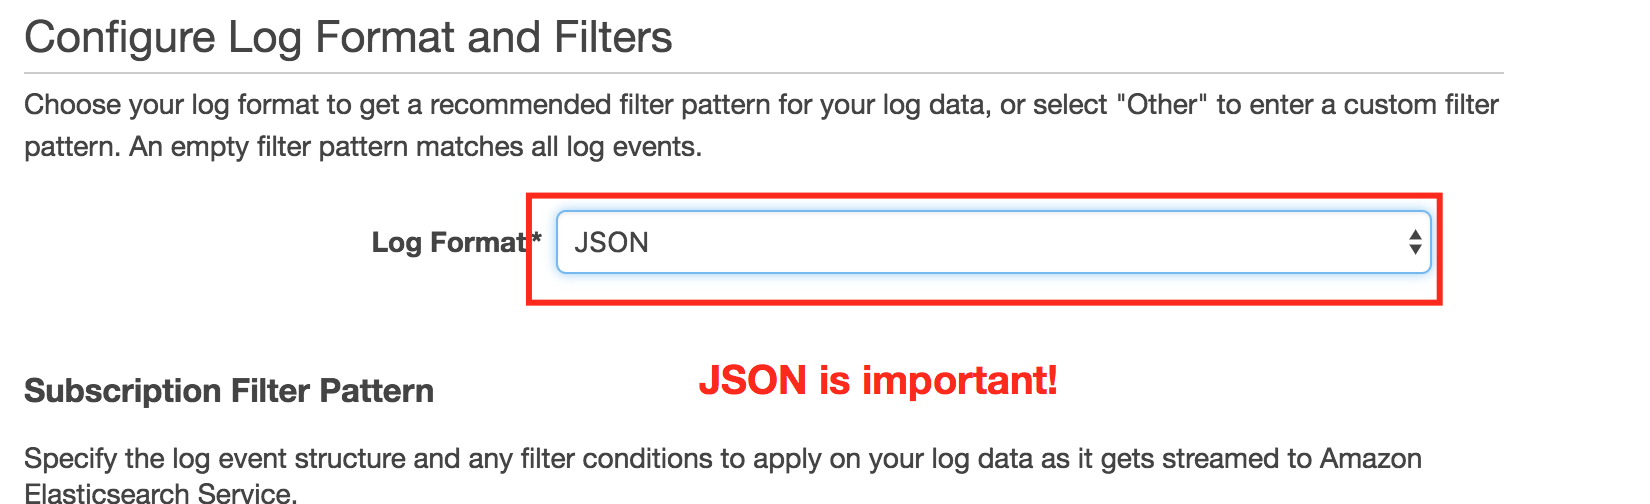 Configure Log Format and Filters
Choose your log format to get a recommended filter pattern for your log data, or select "Other" to enter a custom filter
pattern. An empty filter pattern matches all log events.
Log Format* JSON
JSON is important!
Subscription Filter Pattern
Specify the log event structure and any filter conditions to apply on your log data as it gets streamed to Amazon
Elasticsearch Service.